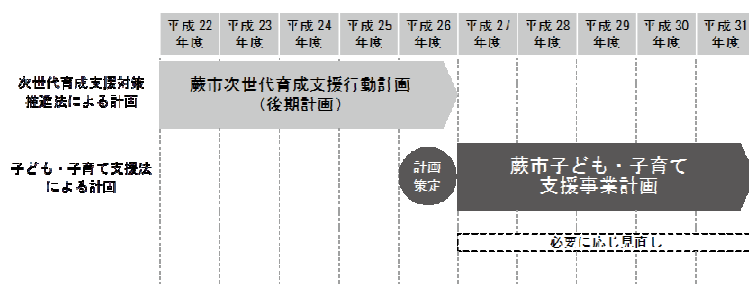 平成22 平成23 平成24 平成25 平成26 平成27 平成28 平成29 平成30 平成31
年度 年度 年度 年度 年度 年度 年度 年度 年度 年度
次世代育成支援対策
推進法による計画
蕨市次世代育成支援行動計画
（後期計画）
子ども・子育て支援法
による計画
計画
策定
蕨市子ども・子育て
支援事業計画
必要に応じ見直し